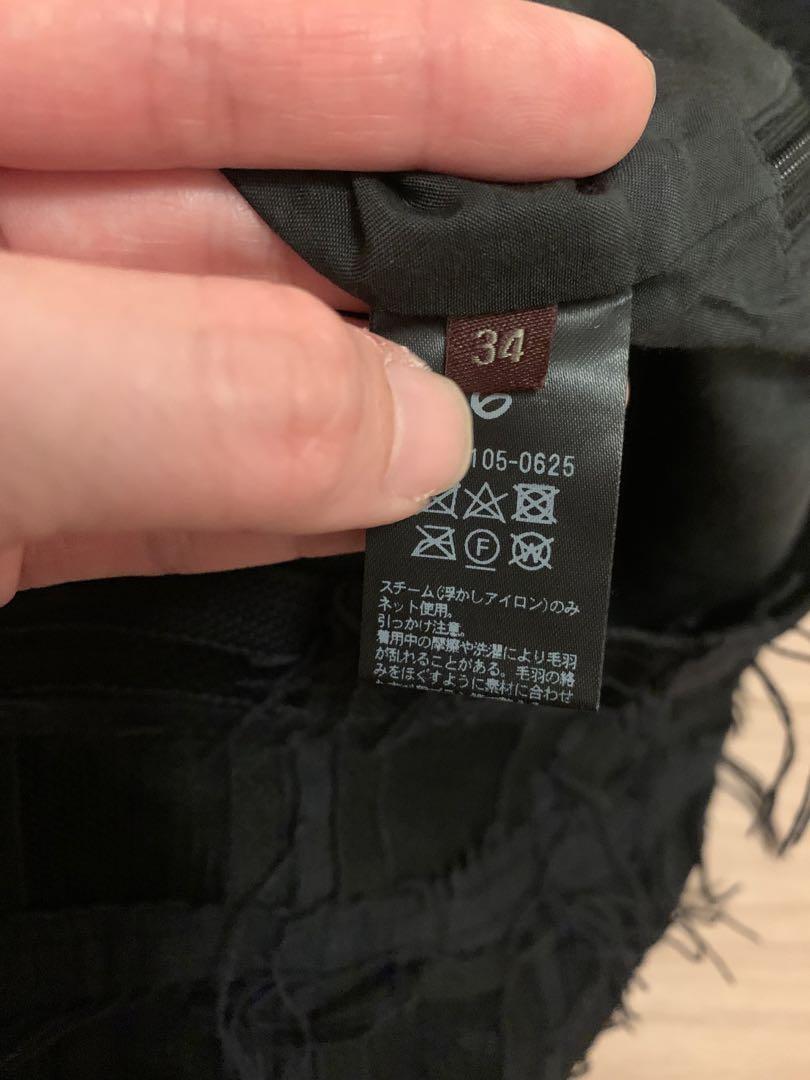 34
6
105-0625
F W
スチーム(浮かしアイロン)のみ
ネット使用。
引っかけ注意。
着用中の摩擦や洗濯により毛羽
が乱れることがある。毛羽の絡
みをほぐすように素材に合わせ